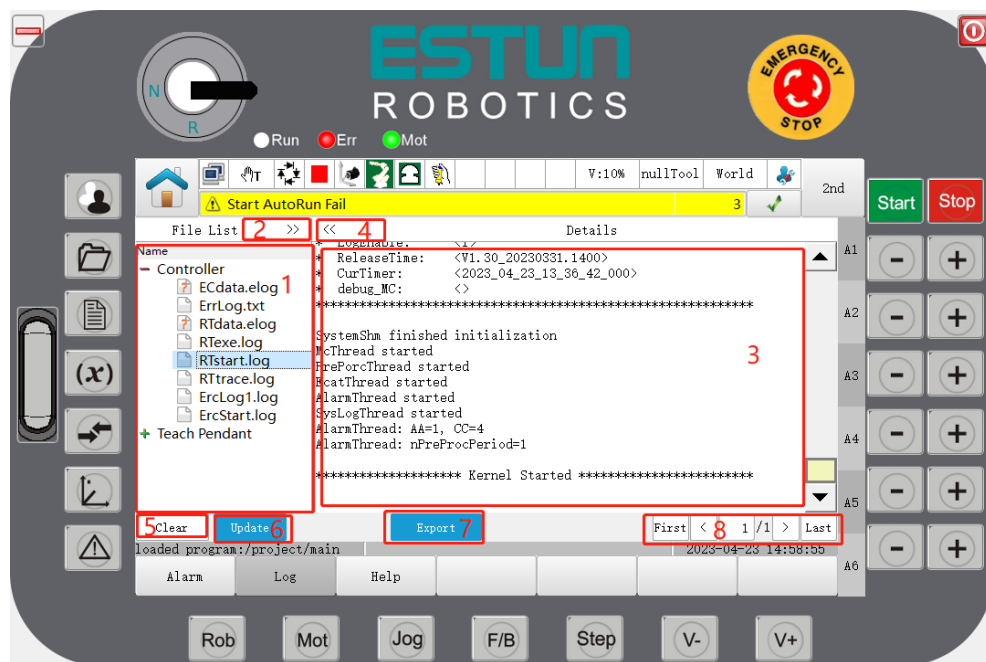 ESTUN
ROBOTICS
N
R
EMERGENCY
STOP
Run Err Mot
T V:10% nullTool World 2nd
Start AutoRun Fail 3
Start Stop
File List 2 >> << 4 Details
Name
Controller
ECdata.elog 1
ErrLog.txt
RTdata.elog
RTexe.log
RTstart.log
RTtrace.log
ErcLog1.log
ErcStart.log
Teach Pendant
* LogEnable: <1>
* ReleaseTime: <V1.30_20230331.1400>
* CurTimer: <2023_04_23_13_36_42_000>
* debug_MC: <>
**********************************************************
SystemShm finished initialization
McThread started
PrePorcThread started
EcatThread started
AlarmThread started
SysLogThread started
AlarmThread: AA=1, CC=4
AlarmThread: nPreProcPeriod=1
******************* Kernel Started ***********************
3
A1 - +
A2 - +
A3 - +
A4 - +
A5 - +
A6 - +
(x)
5 Clear Update 6 Export 7 First < 8 1 /1 > Last
loaded program:/project/main 2023-04-23 14:58:55
Alarm Log Help
Rob Mot Jog F/B Step V- V+